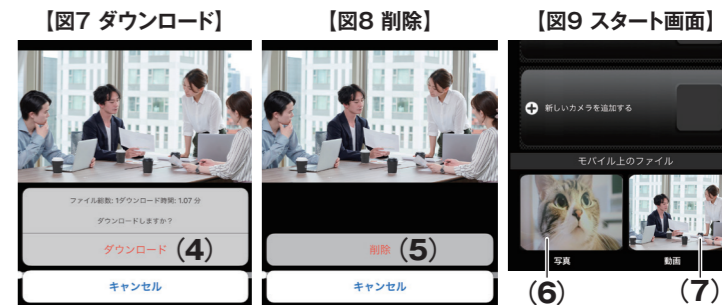 【図7 ダウンロード】
【図8 削除】
【図9 スタート画面】
ファイル総数: 1ダウンロード時間: 1.07 分
ダウンロードしますか？
ダウンロード (4)
キャンセル
削除 (5)
キャンセル
新しいカメラを追加する
モバイル上のファイル
写真
動画
(6)
(7)